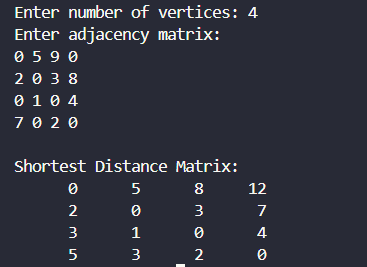 Enter number of vertices: 4
Enter adjacency matrix:
0 5 9 0
2 0 3 8
0 1 0 4
7 0 2 0

Shortest Distance Matrix:
0 5 8 12
2 0 3 7
3 1 0 4
5 3 2 0